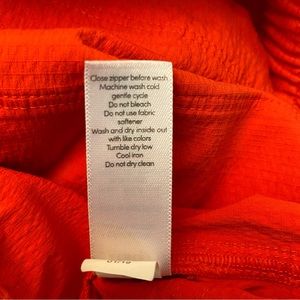 Close zipper before wash
Machine wash cold
gentle cycle
Do not bleach
Do not use fabric
softener
Wash and dry inside out
with like colors
Tumble dry low
Cool iron
Do not dry clean